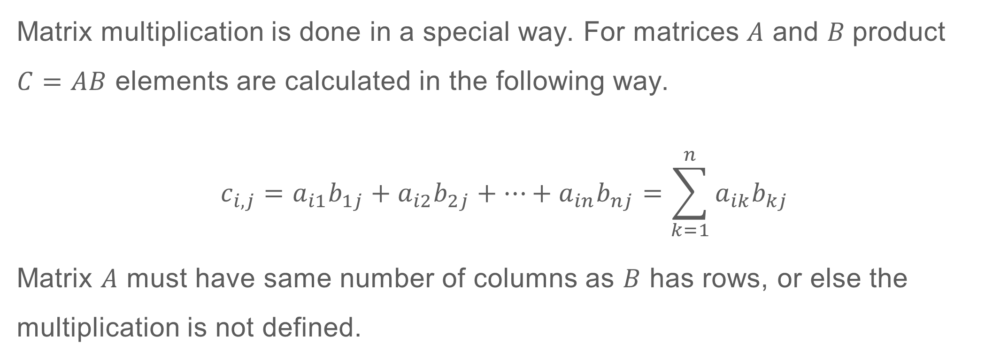 Matrix multiplication is done in a special way. For matrices A and B product
C = AB elements are calculated in the following way.
c_{i,j} = a_{i1}b_{1j} + a_{i2}b_{2j} + ⋯ + a_{in}b_{nj} = \sum_{k=1}^{n} a_{ik}b_{kj}
Matrix A must have same number of columns as B has rows, or else the
multiplication is not defined.